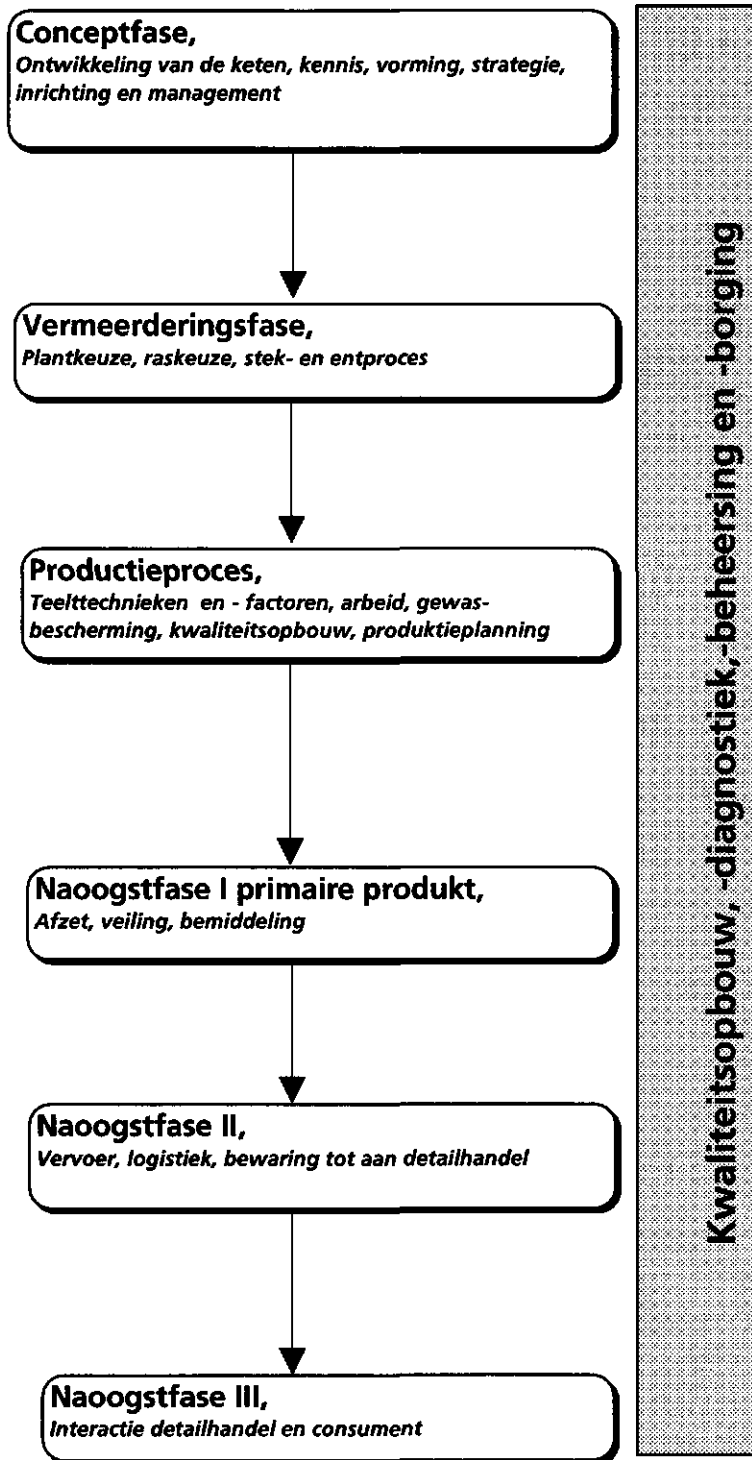 Conceptfase,
Ontwikkeling van de keten, kennis, vorming, strategie,
inrichting en management
Vermeerderingsfase,
Plantkeuze, raskeuze, stek- en entproces
Productieproces,
Teelttechnieken en - factoren, arbeid, gewas-
bescherming, kwaliteitsopbouw, produktieplanning
Naoogstfase I primaire produkt,
Afzet, veiling, bemiddeling
Naoogstfase II,
Vervoer, logistiek, bewaring tot aan detailhandel
Naoogstfase III,
Interactie detailhandel en consument
Kwaliteitsopbouw, -diagnostiek,-beheersing en -borging